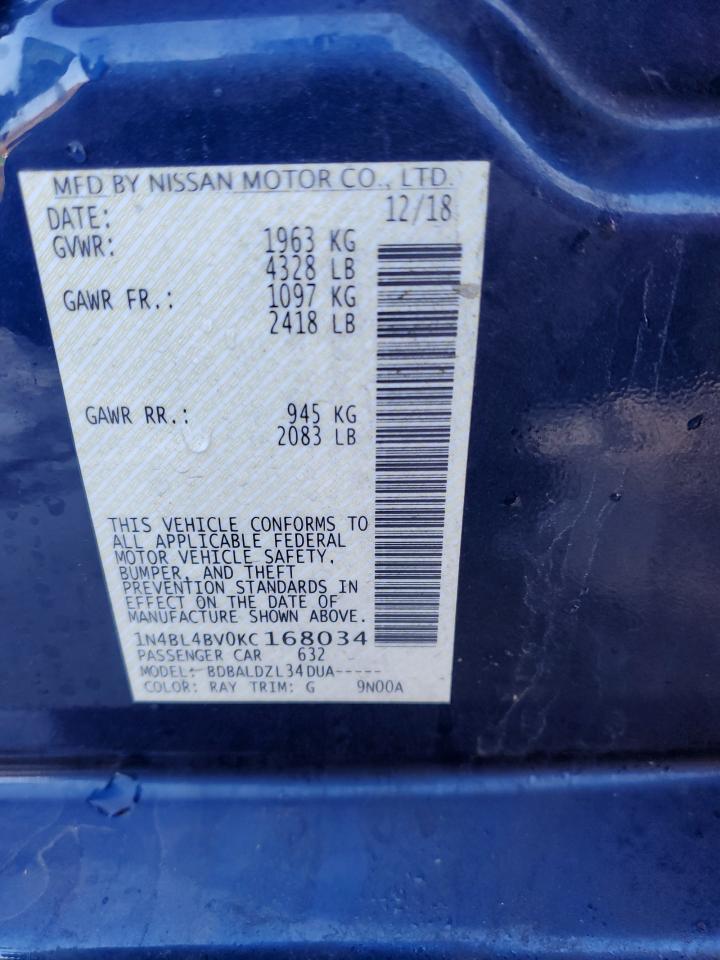 MFD BY NISSAN MOTOR CO., LTD.
DATE: 12/18
GVWR: 1963 KG
4328 LB
GAWR FR.: 1097 KG
2418 LB
GAWR RR.: 945 KG
2083 LB
THIS VEHICLE CONFORMS TO
ALL APPLICABLE FEDERAL
MOTOR VEHICLE SAFETY,
BUMPER, AND THEFT
PREVENTION STANDARDS IN
EFFECT ON THE DATE OF
MANUFACTURE SHOWN ABOVE.
1N4BL4BV0KC168034
PASSENGER CAR 632
MODEL: BDBALDZL34DUA-----
COLOR: RAY TRIM: G 9N00A